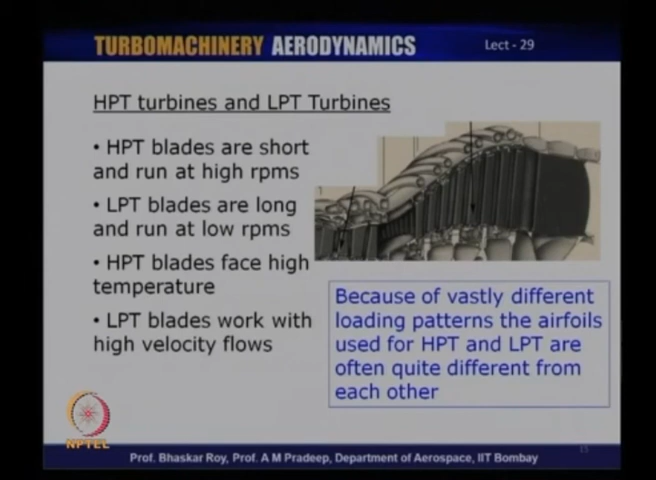 TURBOMACHINERY AERODYNAMICS
Lect - 29
HPT turbines and LPT Turbines
• HPT blades are short
and run at high rpms
• LPT blades are long
and run at low rpms
• HPT blades face high
temperature
• LPT blades work with
high velocity flows
Because of vastly different
loading patterns the airfoils
used for HPT and LPT are
often quite different from
each other
NPTEL
Prof. Bhaskar Roy, Prof. A M Pradeep, Department of Aerospace, IIT Bombay
15